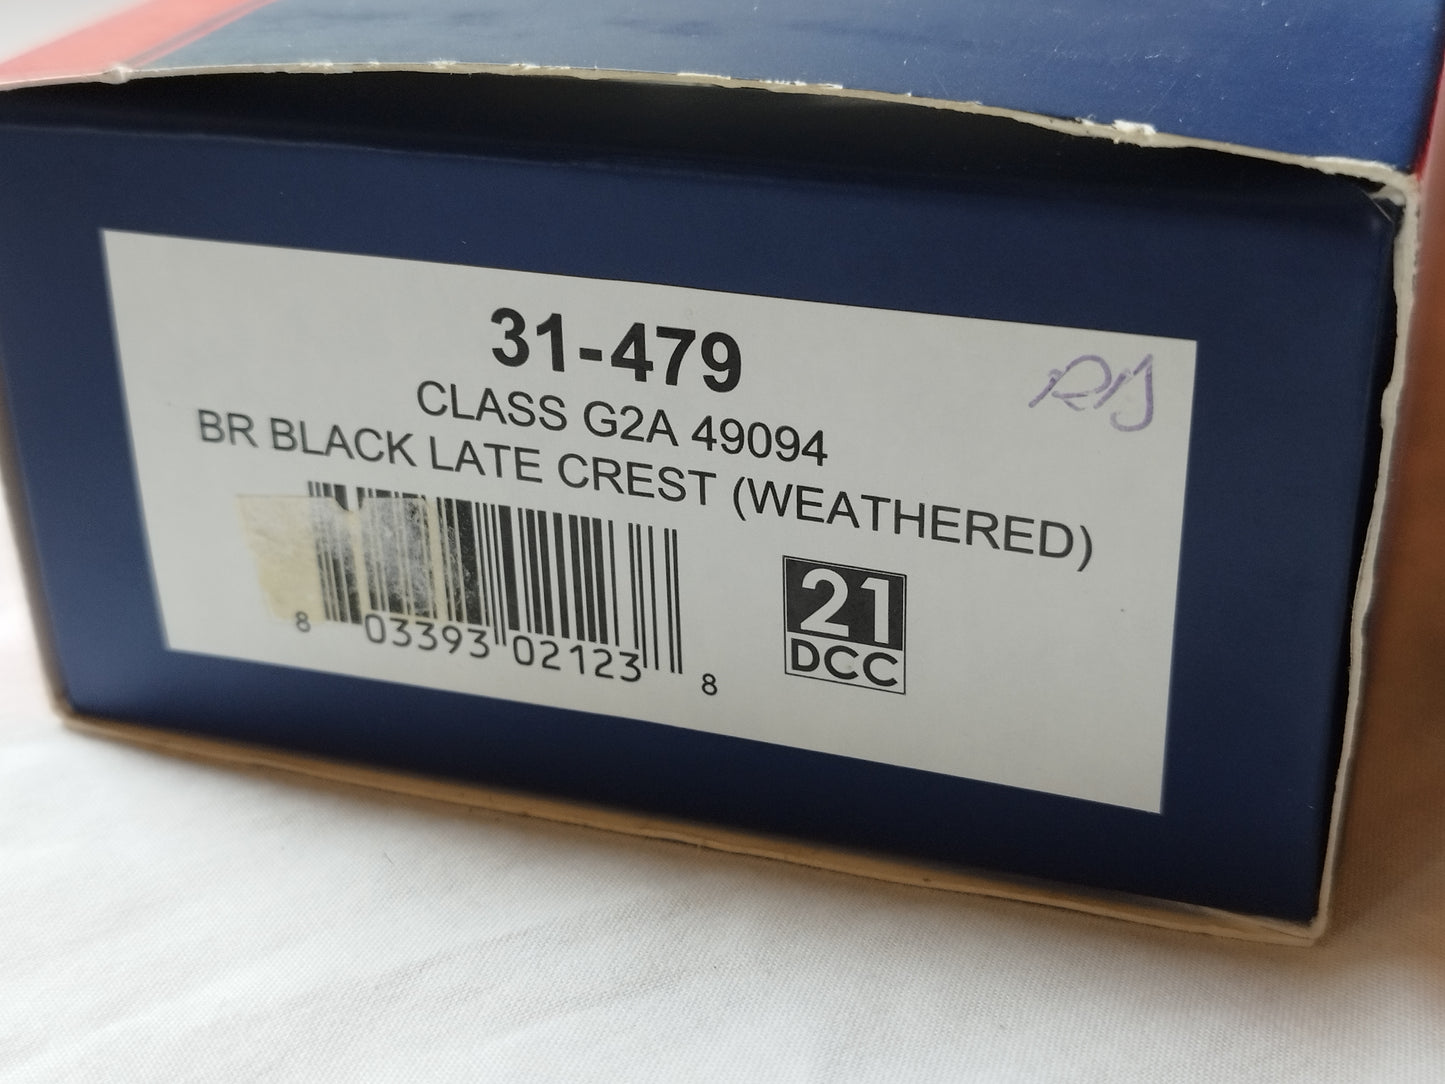 31-479
CLASS G2A 49094
BR BLACK LATE CREST (WEATHERED)
8 03393 02123 8
21
DCC